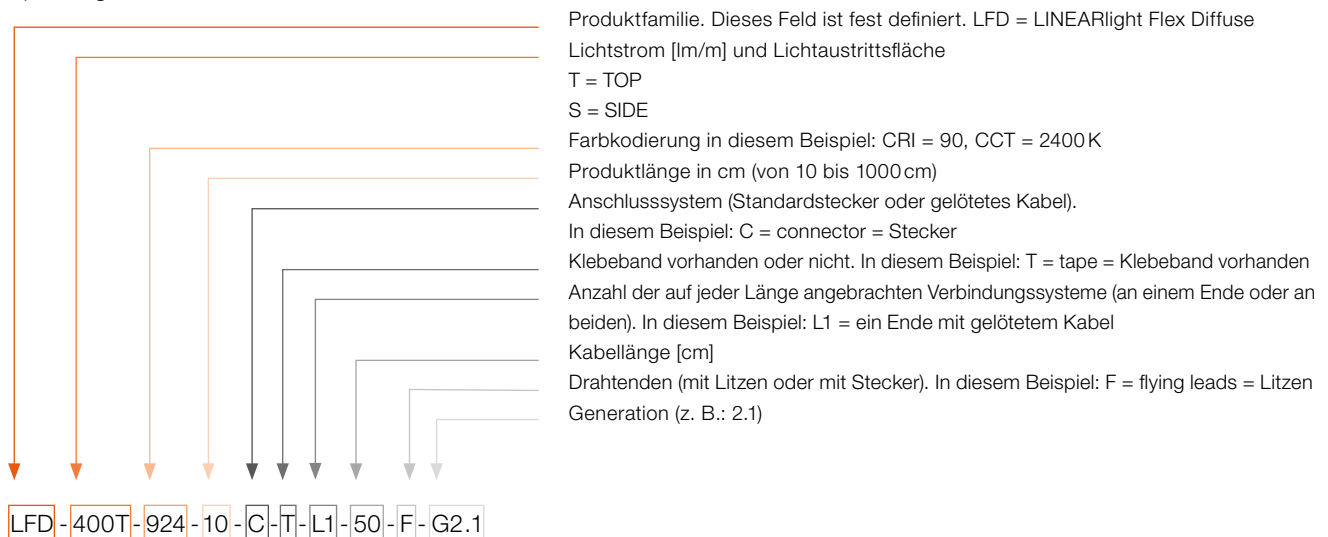 Produktfamilie. Dieses Feld ist fest definiert. LFD = LINEARlight Flex Diffuse
Lichtstrom [lm/m] und Lichtaustrittsfläche
T = TOP
S = SIDE
Farbkodierung in diesem Beispiel: CRI = 90, CCT = 2400 K
Produktlänge in cm (von 10 bis 1000 cm)
Anschlusssystem (Standardstecker oder gelötetes Kabel).
In diesem Beispiel: C = connector = Stecker
Klebeband vorhanden oder nicht. In diesem Beispiel: T = tape = Klebeband vorhanden
Anzahl der auf jeder Länge angebrachten Verbindungssysteme (an einem Ende oder an
beiden). In diesem Beispiel: L1 = ein Ende mit gelötetem Kabel
Kabellänge [cm]
Drahtenden (mit Litzen oder mit Stecker). In diesem Beispiel: F = flying leads = Litzen
Generation (z. B.: 2.1)
LFD - 400T - 924 - 10 - C - T - L1 - 50 - F - G2.1